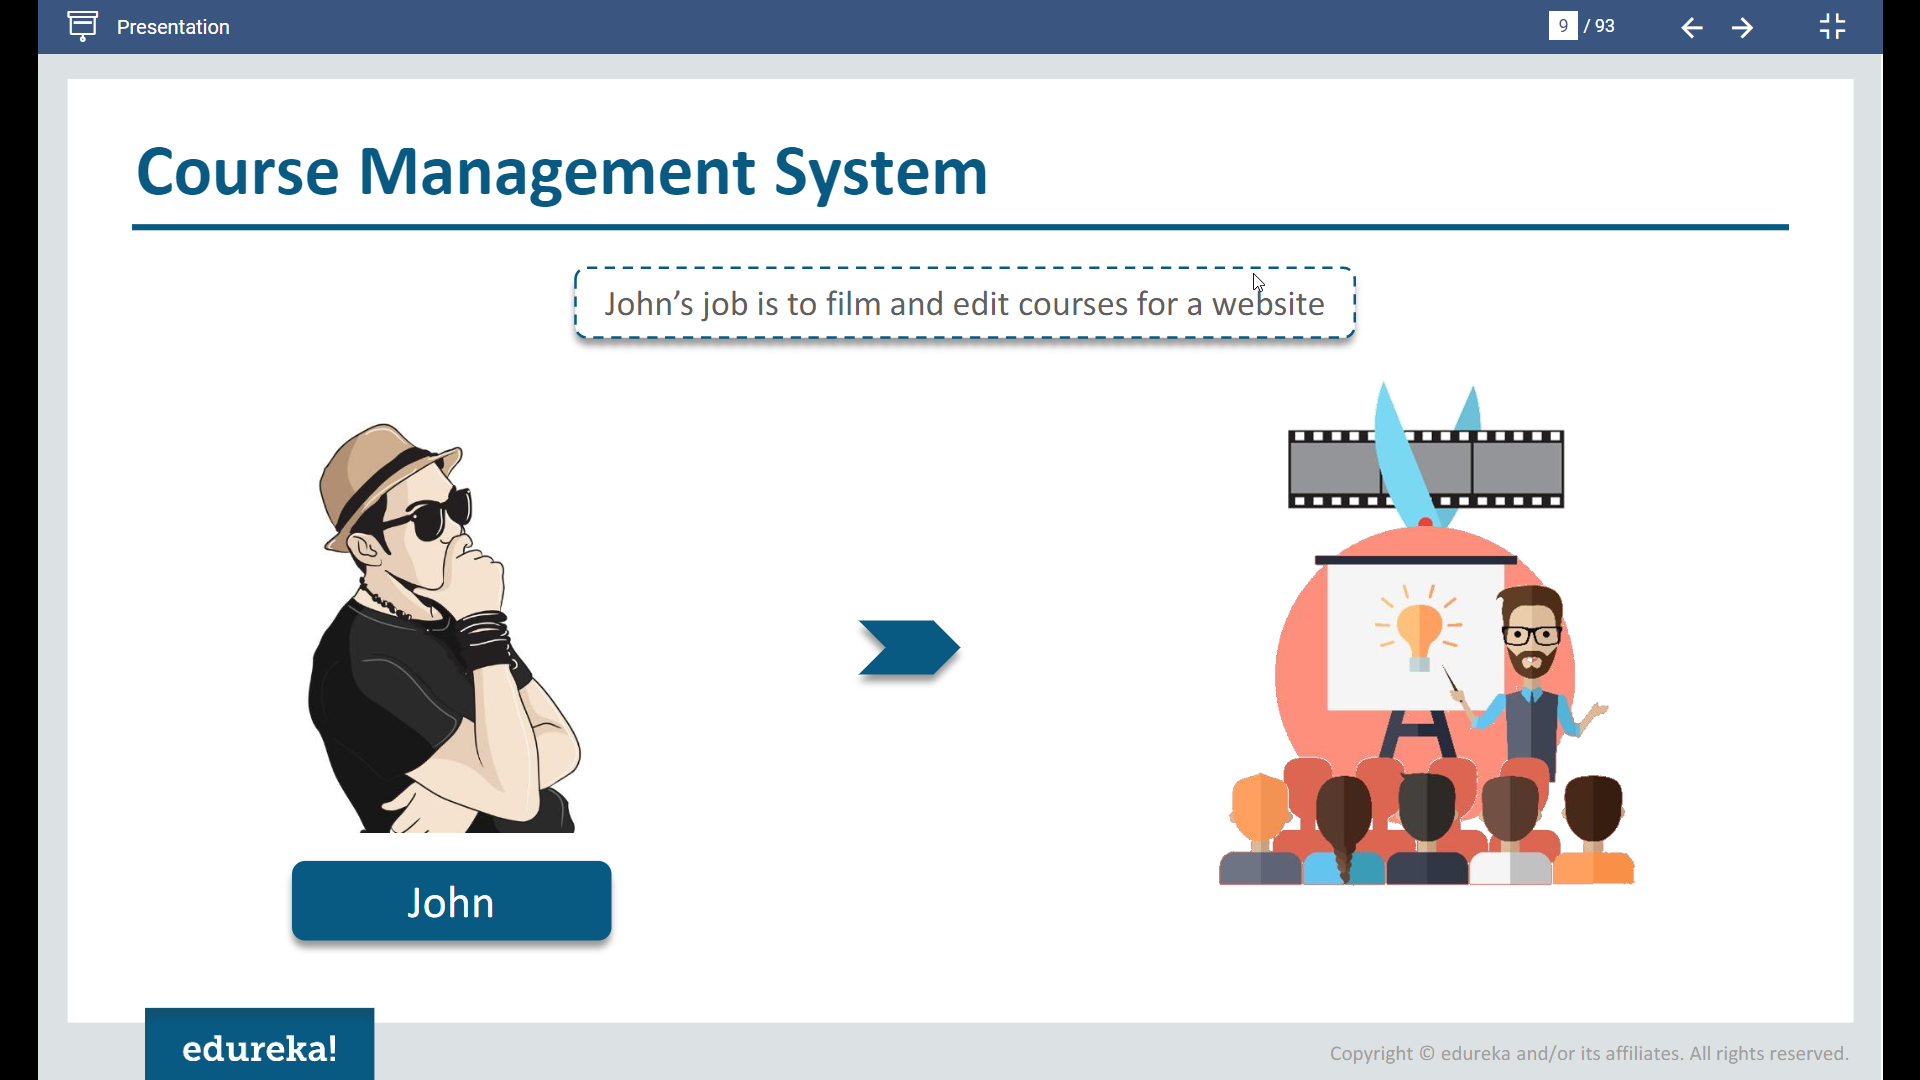 Presentation
9 / 93
Course Management System
John’s job is to film and edit courses for a website
John
edureka!
Copyright © edureka and/or its affiliates. All rights reserved.